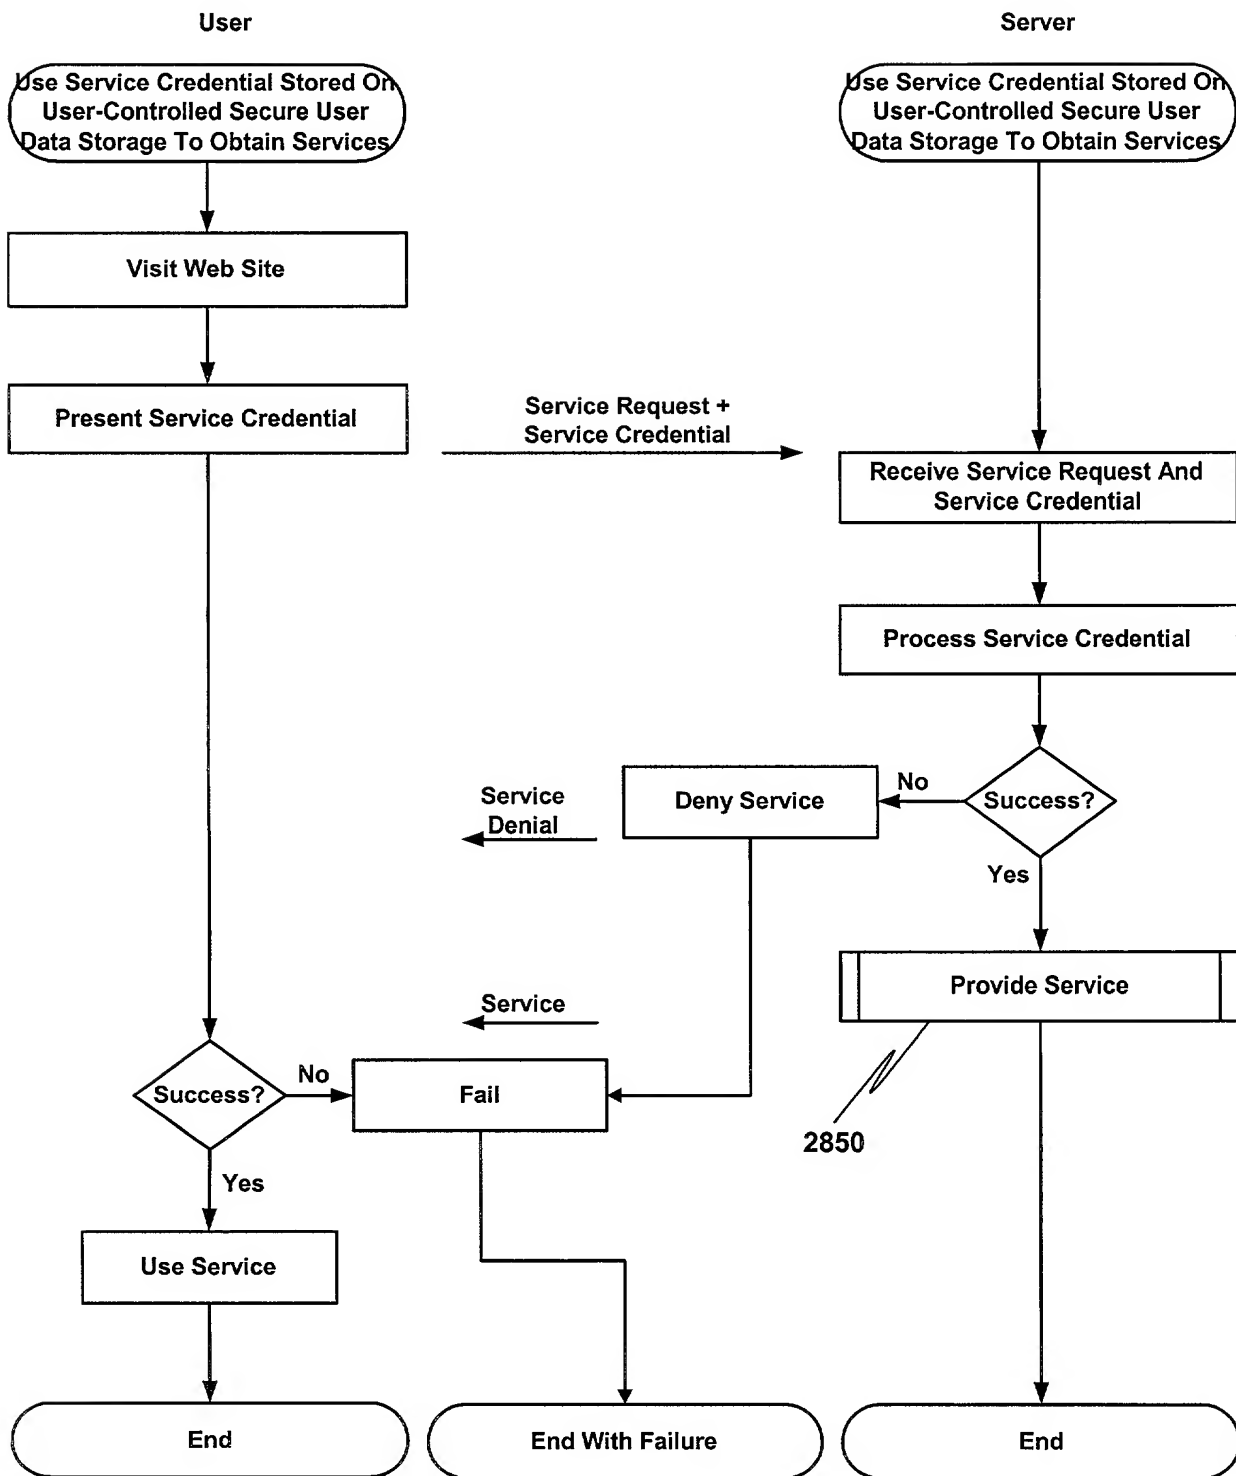 User
Server
Use Service Credential Stored On
User-Controlled Secure User
Data Storage To Obtain Services
Use Service Credential Stored On
User-Controlled Secure User
Data Storage To Obtain Services
Visit Web Site
Present Service Credential
Service Request +
Service Credential
Receive Service Request And
Service Credential
Process Service Credential
Success?
No
Deny Service
Service
Denial
Yes
Provide Service
2850
Service
Success?
No
Fail
Yes
Use Service
End
End With Failure
End